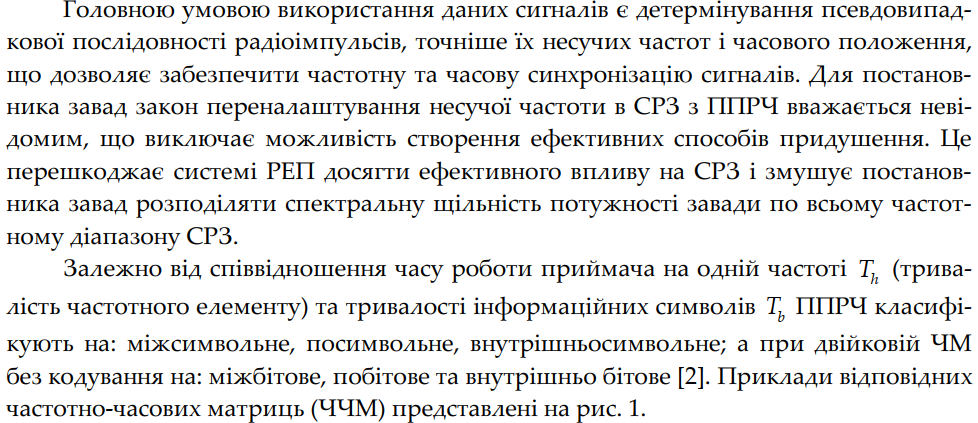 Головною умовою використання даних сигналів є детермінування псевдовипад-
кової послідовності радіоімпульсів, точніше їх несучих частот і часового положення,
що дозволяє забезпечити частотну та часову синхронізацію сигналів. Для постанов-
ника завад закон переналаштування несучої частоти в СРЗ з ППРЧ вважається неві-
домим, що виключає можливість створення ефективних способів придушення. Це
перешкоджає системі РЕП досягти ефективного впливу на СРЗ і змушує постанов-
ника завад розподіляти спектральну щільність потужності завади по всьому частот-
ному діапазону СРЗ.
Залежно від співвідношення часу роботи приймача на одній частоті T_h (трива-
лість частотного елементу) та тривалості інформаційних символів T_b ППРЧ класифі-
кують на: міжсимвольне, посимвольне, внутрішньосимвольне; а при двійковій ЧМ
без кодування на: міжбітове, побітове та внутрішньо бітове [2]. Приклади відповідних
частотно-часових матриць (ЧЧМ) представлені на рис. 1.